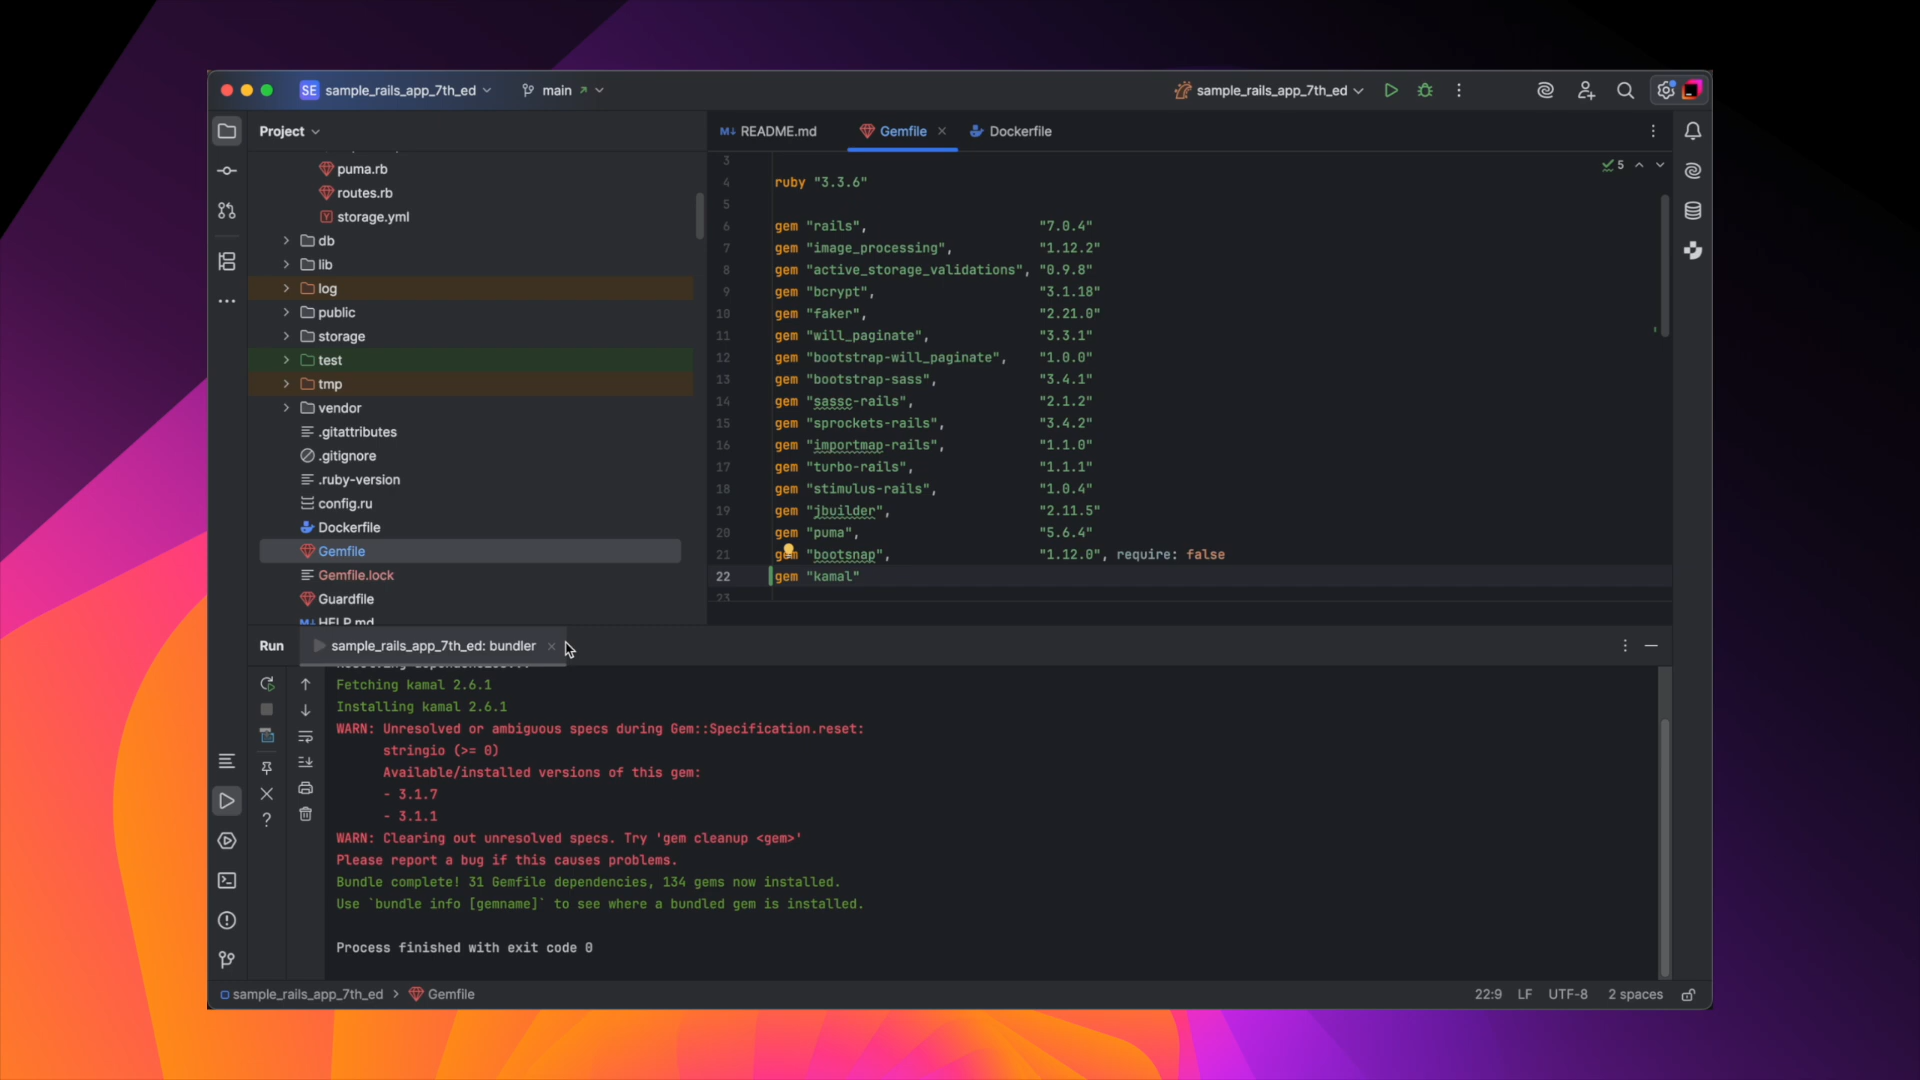 SE sample_rails_app_7th_ed
main
sample_rails_app_7th_ed
Project
puma.rb
routes.rb
storage.yml
db
lib
log
public
storage
test
tmp
vendor
.gitattributes
.gitignore
.ruby-version
config.ru
Dockerfile
Gemfile
Gemfile.lock
Guardfile
HELP.md
README.md
Gemfile
Dockerfile
5
3
4 ruby "3.3.6"
5
6 gem "rails", "7.0.4"
7 gem "image_processing", "1.12.2"
8 gem "active_storage_validations", "0.9.8"
9 gem "bcrypt", "3.1.18"
10 gem "faker", "2.21.0"
11 gem "will_paginate", "3.3.1"
12 gem "bootstrap-will_paginate", "1.0.0"
13 gem "bootstrap-sass", "3.4.1"
14 gem "sassc-rails", "2.1.2"
15 gem "sprockets-rails", "3.4.2"
16 gem "importmap-rails", "1.1.0"
17 gem "turbo-rails", "1.1.1"
18 gem "stimulus-rails", "1.0.4"
19 gem "jbuilder", "2.11.5"
20 gem "puma", "5.6.4"
21 gem "bootsnap", "1.12.0", require: false
22 gem "kamal"
23
Run
sample_rails_app_7th_ed: bundler
Fetching kamal 2.6.1
Installing kamal 2.6.1
WARN: Unresolved or ambiguous specs during Gem::Specification.reset:
stringio (>= 0)
Available/installed versions of this gem:
- 3.1.7
- 3.1.1
WARN: Clearing out unresolved specs. Try 'gem cleanup <gem>'
Please report a bug if this causes problems.
Bundle complete! 31 Gemfile dependencies, 134 gems now installed.
Use `bundle info [gemname]` to see where a bundled gem is installed.
Process finished with exit code 0
sample_rails_app_7th_ed > Gemfile
22:9 LF UTF-8 2 spaces